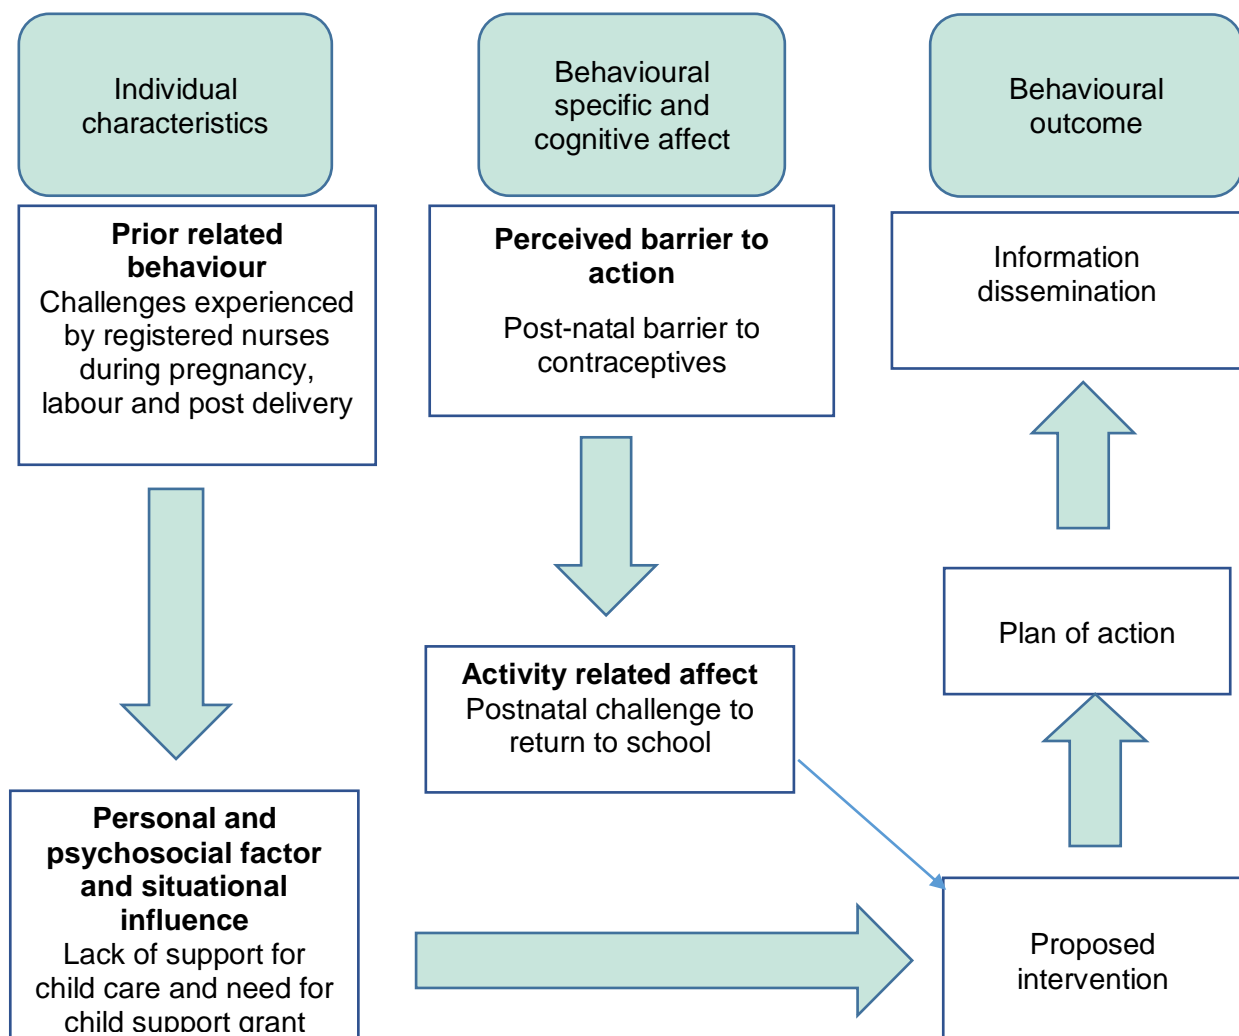 Individual
characteristics
Behavioural
specific and
cognitive affect
Behavioural
outcome
Prior related
behaviour
Challenges experienced
by registered nurses
during pregnancy,
labour and post delivery
Perceived barrier to
action
Post-natal barrier to
contraceptives
Information
dissemination
Activity related affect
Postnatal challenge to
return to school
Plan of action
Personal and
psychosocial factor
and situational
influence
Lack of support for
child care and need for
child support grant
Proposed
intervention